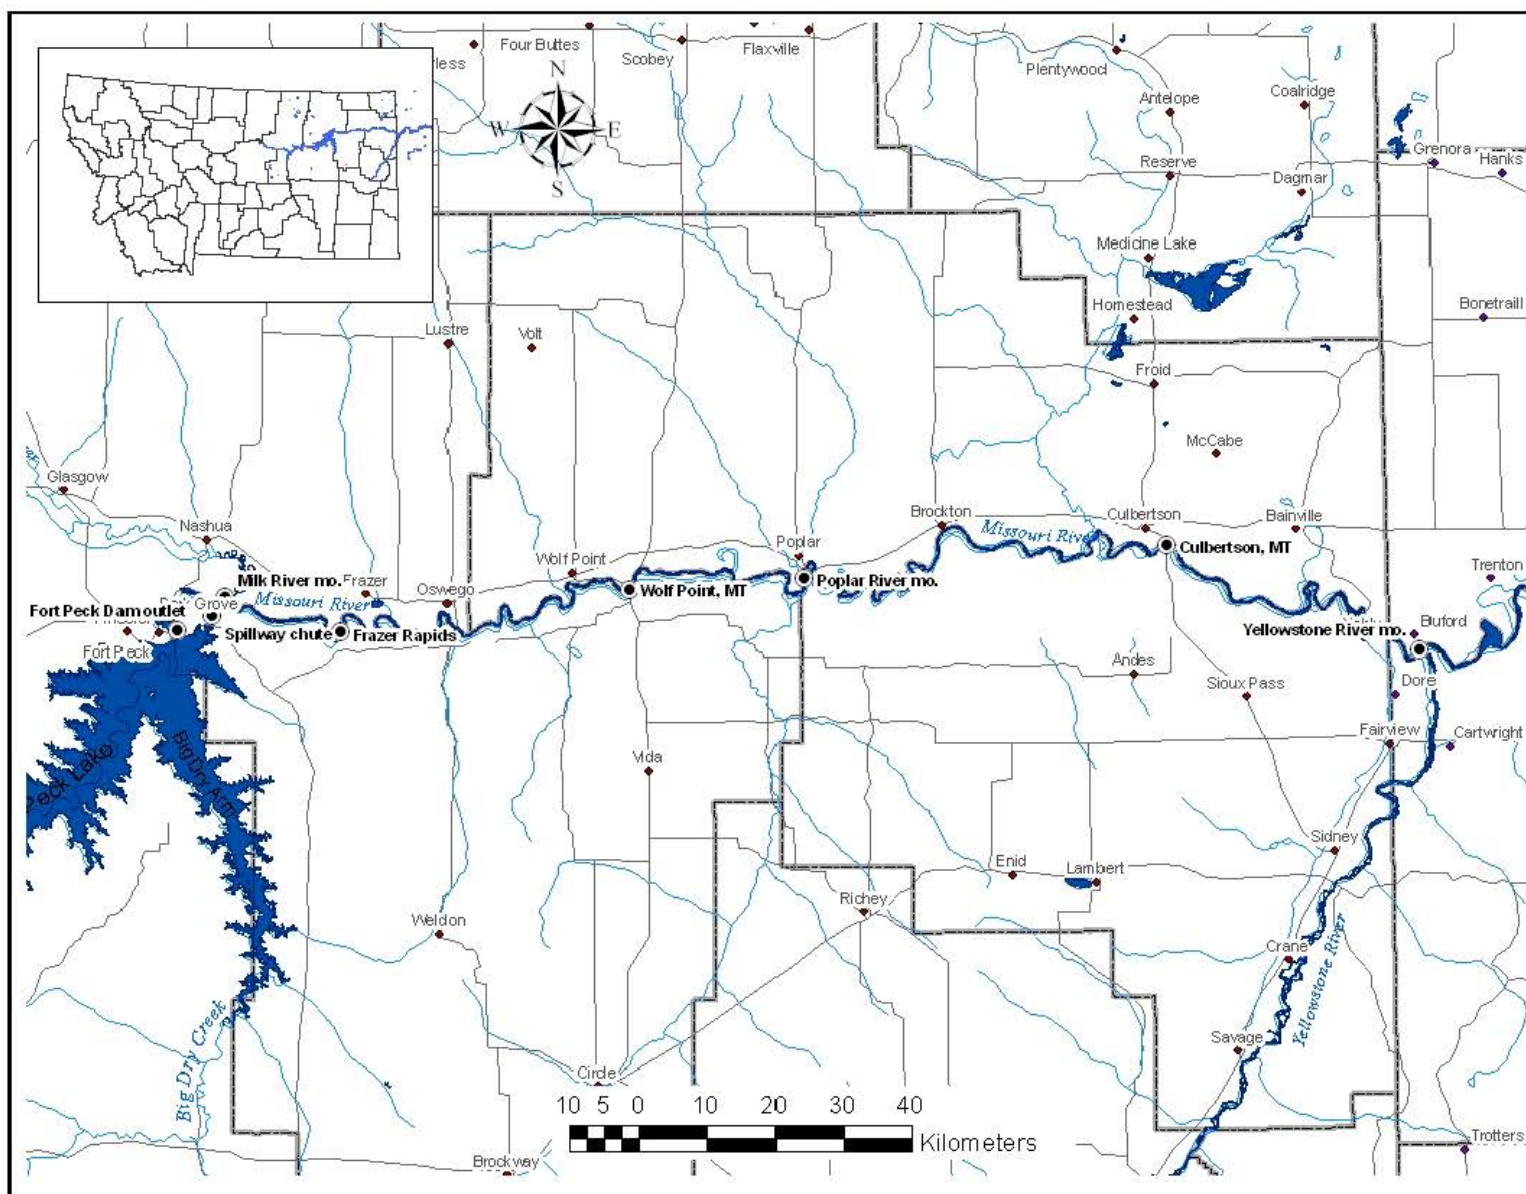 Four Buttes
Scobey
Flaxville
Plentywood
Antelope
Coalridge
Grenora
Hanks
Reserve
Dagmar
N
W E
S
Medicine Lake
Homestead
Bonetraill
Lustre
Volt
Froid
McCabe
Glasgow
Nashua
Brockton
Culbertson
Bainville
Missouri River
Poplar
Culbertson, MT
Wolf Point
Trenton
Milk River mo.
Frazer
Poplar River mo.
Wolf Point, MT
Oswego
Missouri River
Fort Peck Dam outlet
Grove
Spillway chute
Frazer Rapids
Buford
Yellowstone River mo.
Fort Peck
Andes
Sioux Pass
Dore
Fairview
Cartwright
Peck Lake
Big Dry Arm
Vida
Sidney
Enid
Lambert
Richey
Weldon
Crane
Yellowstone River
Big Dry Creek
Savage
Circle
10 5 0 10 20 30 40
Kilometers
Brockway
Trotters